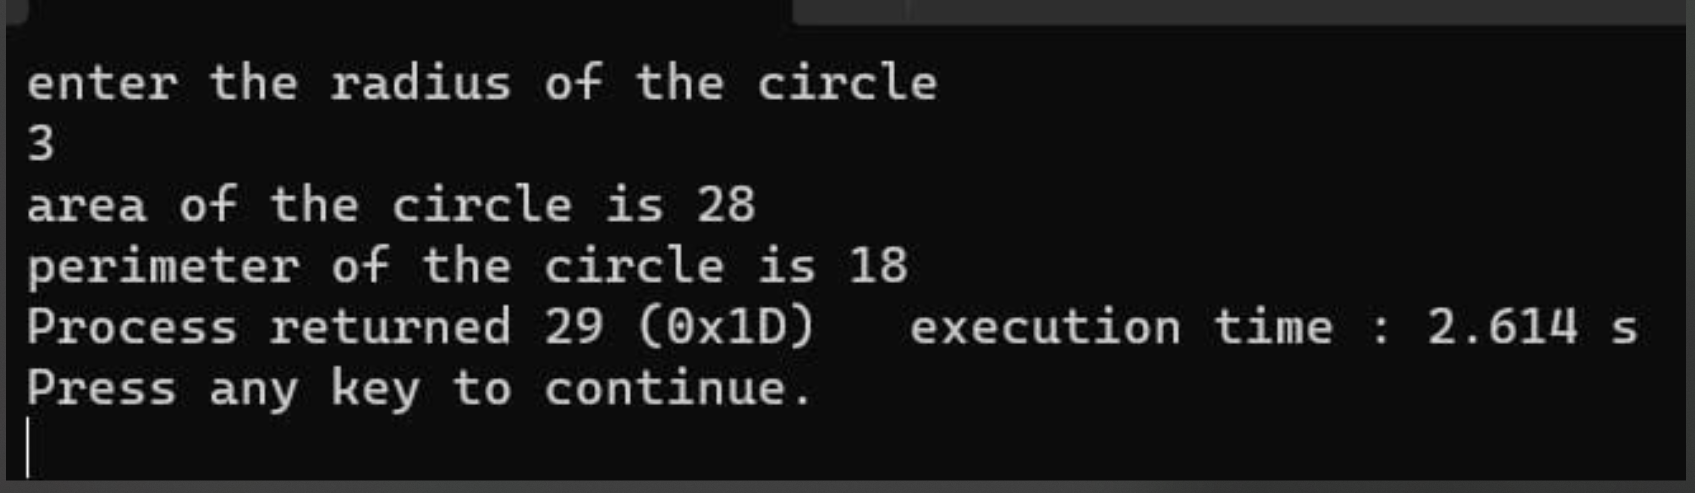 enter the radius of the circle
3
area of the circle is 28
perimeter of the circle is 18
Process returned 29 (0x1D)   execution time : 2.614 s
Press any key to continue.